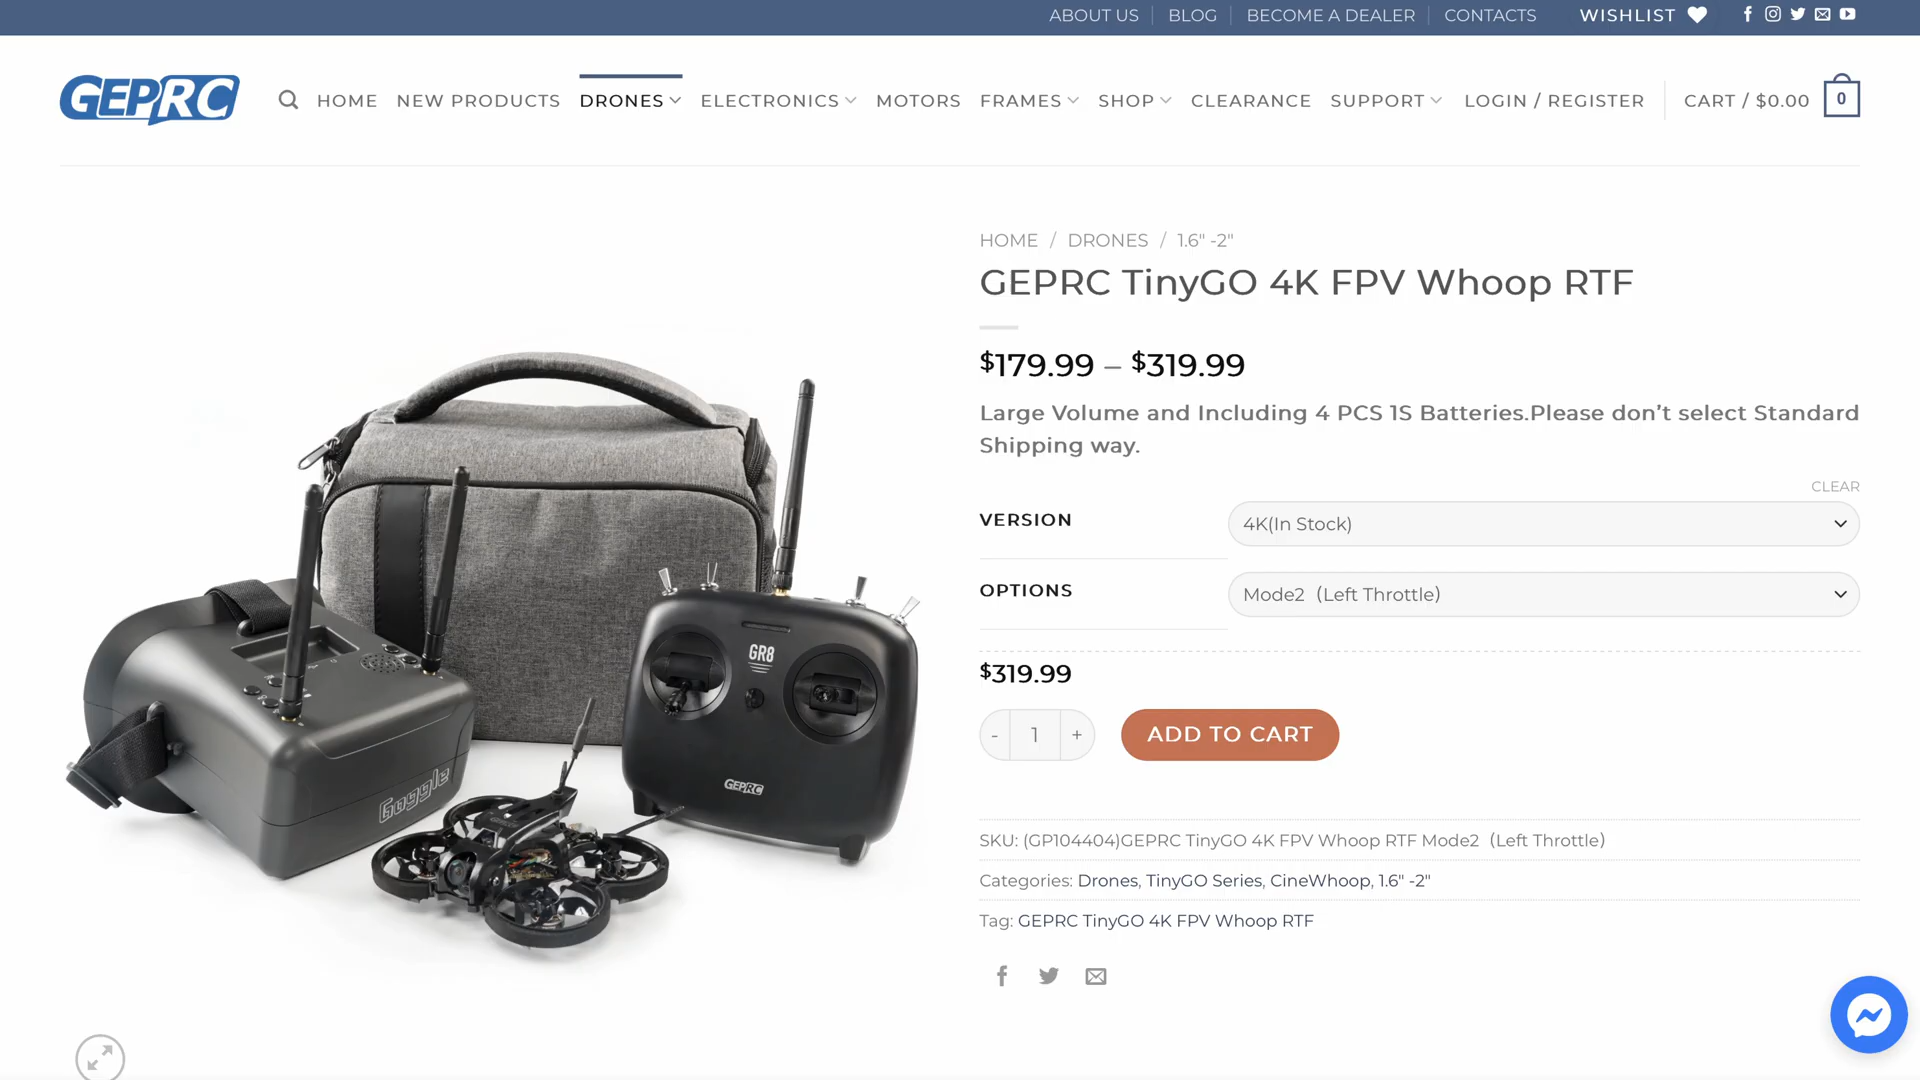 ABOUT US
BLOG
BECOME A DEALER
CONTACTS
WISHLIST
GEPRC
HOME
NEW PRODUCTS
DRONES
ELECTRONICS
MOTORS
FRAMES
SHOP
CLEARANCE
SUPPORT
LOGIN / REGISTER
CART / $0.00
0
HOME / DRONES / 1.6" -2"
GEPRC TinyGO 4K FPV Whoop RTF
$179.99 – $319.99
Large Volume and Including 4 PCS 1S Batteries.Please don’t select Standard
Shipping way.
CLEAR
VERSION
4K(In Stock)
OPTIONS
Mode2（Left Throttle）
$319.99
- 1 +
ADD TO CART
SKU: (GP104404)GEPRC TinyGO 4K FPV Whoop RTF Mode2（Left Throttle）
Categories: Drones, TinyGO Series, CineWhoop, 1.6" -2"
Tag: GEPRC TinyGO 4K FPV Whoop RTF
GR8
GEPRC
Goggle